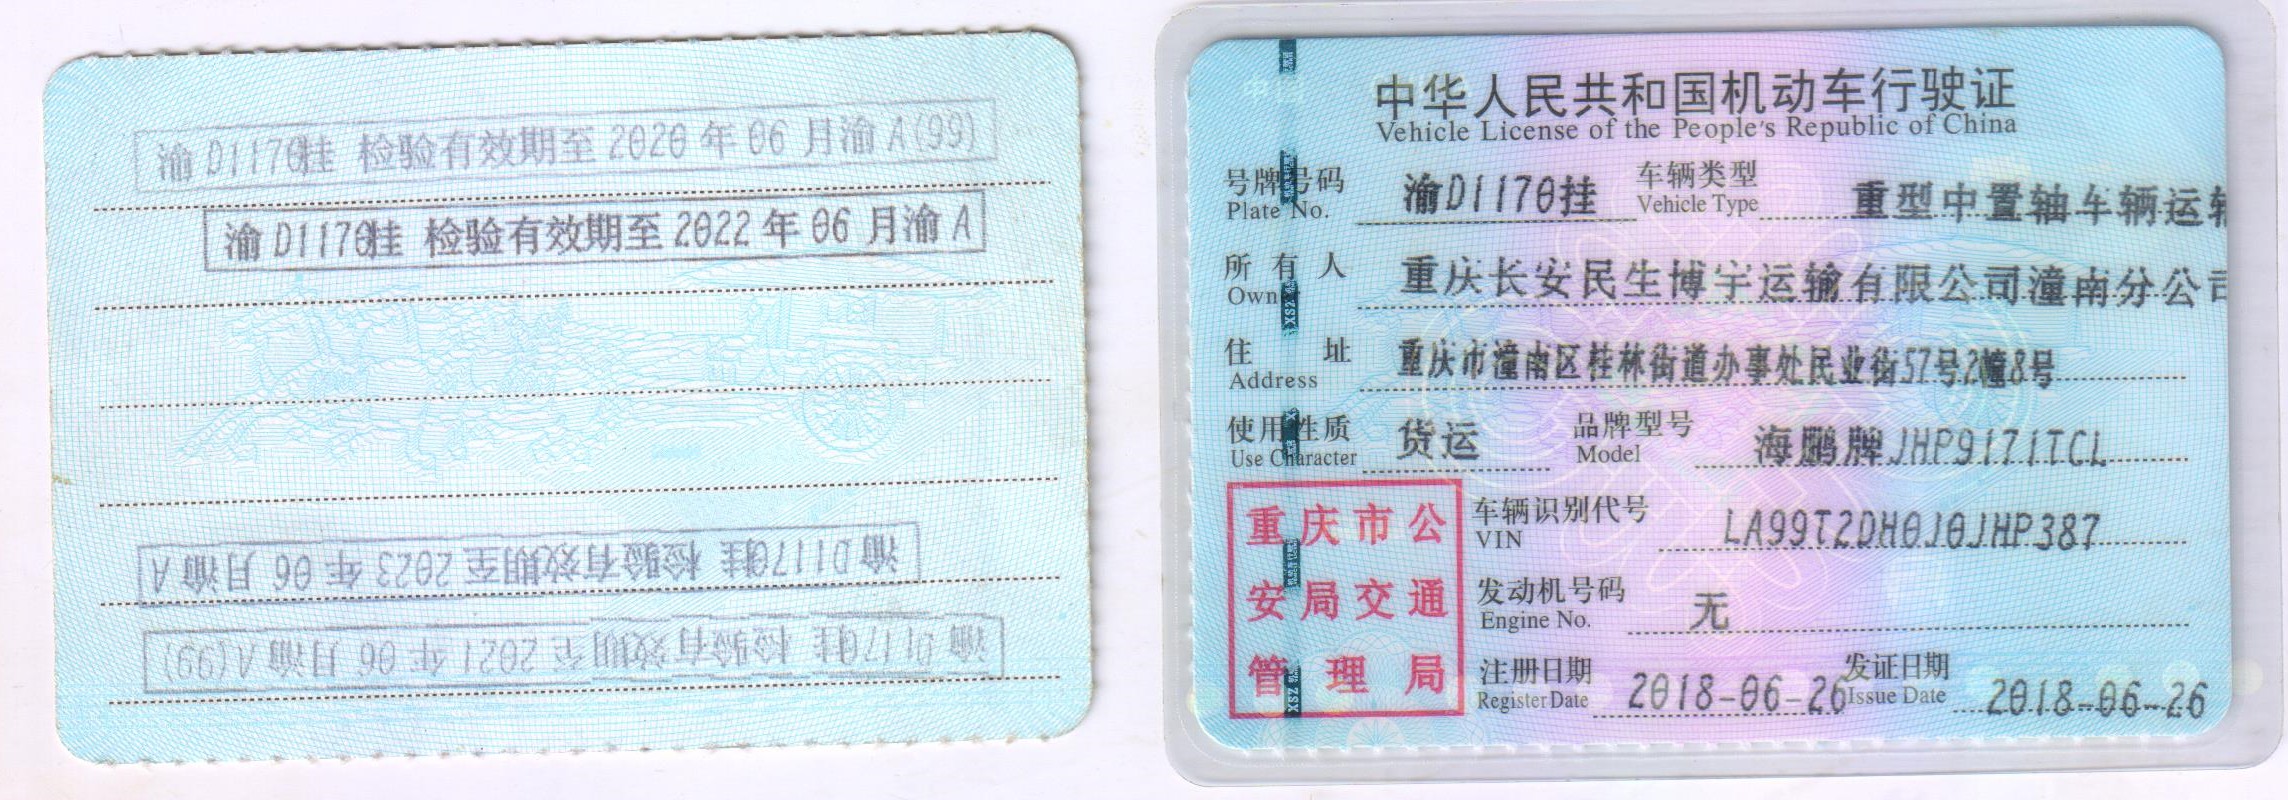 渝D1170挂 检验有效期至2020年06月渝A(99)
渝D1170挂 检验有效期至2022年06月渝A
渝D1170挂 检验有效期至2023年06月渝A
渝D1170挂 检验有效期至2021年06月渝A(99)
中华人民共和国机动车行驶证
Vehicle License of the People's Republic of China
号牌号码 渝D1170挂 车辆类型 重型中置轴车辆运输
Plate No. Vehicle Type
所有人 重庆长安民生博宇运输有限公司潼南分公司
Owner
住址 重庆市潼南区桂林街道办事处民业街57号2幢8号
Address
使用性质 货运 品牌型号 海鹏牌JHP9171TCL
Use Character Model
重庆市公
安局交通
管理局
车辆识别代号 LA99T2DH0J0JHP387
VIN
发动机号码 无
Engine No.
注册日期 2018-06-26 发证日期 2018-06-26
Register Date Issue Date